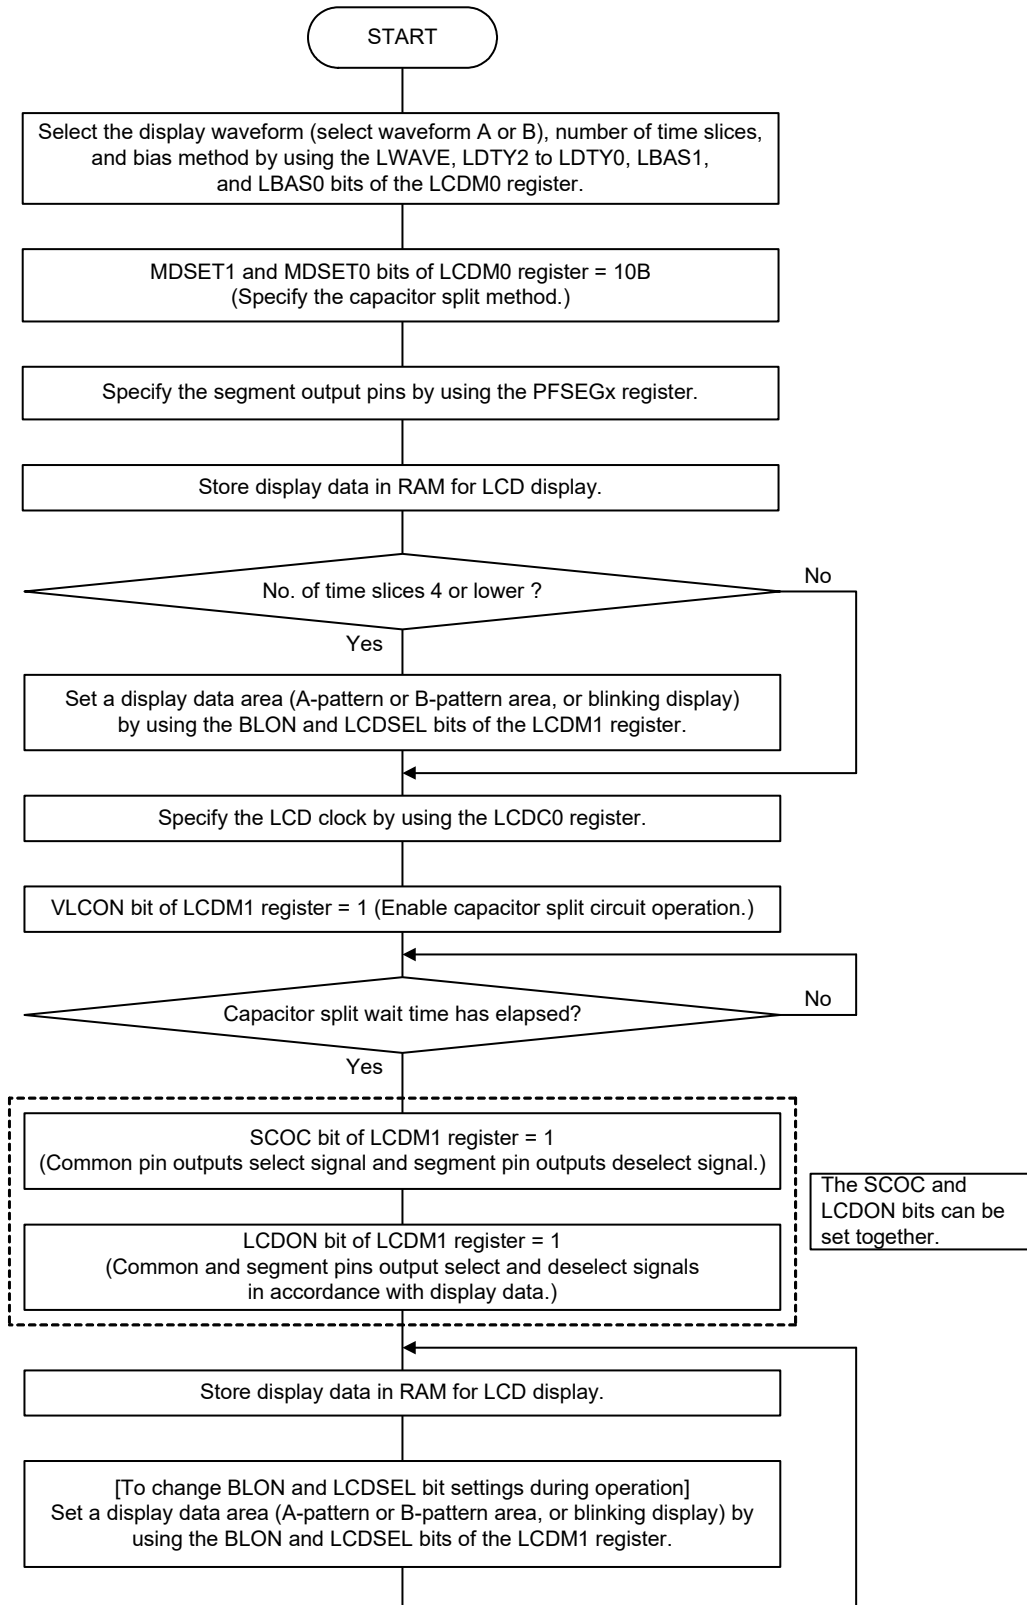 START
Select the display waveform (select waveform A or B), number of time slices,
and bias method by using the LWAVE, LDTY2 to LDTY0, LBAS1,
and LBAS0 bits of the LCDM0 register.
MDSET1 and MDSET0 bits of LCDM0 register = 10B
(Specify the capacitor split method.)
Specify the segment output pins by using the PFSEGx register.
Store display data in RAM for LCD display.
No. of time slices 4 or lower ?
No
Yes
Set a display data area (A-pattern or B-pattern area, or blinking display)
by using the BLON and LCDSEL bits of the LCDM1 register.
Specify the LCD clock by using the LCDC0 register.
VLCON bit of LCDM1 register = 1 (Enable capacitor split circuit operation.)
Capacitor split wait time has elapsed?
No
Yes
SCOC bit of LCDM1 register = 1
(Common pin outputs select signal and segment pin outputs deselect signal.)
The SCOC and
LCDON bits can be
set together.
LCDON bit of LCDM1 register = 1
(Common and segment pins output select and deselect signals
in accordance with display data.)
Store display data in RAM for LCD display.
[To change BLON and LCDSEL bit settings during operation]
Set a display data area (A-pattern or B-pattern area, or blinking display) by
using the BLON and LCDSEL bits of the LCDM1 register.